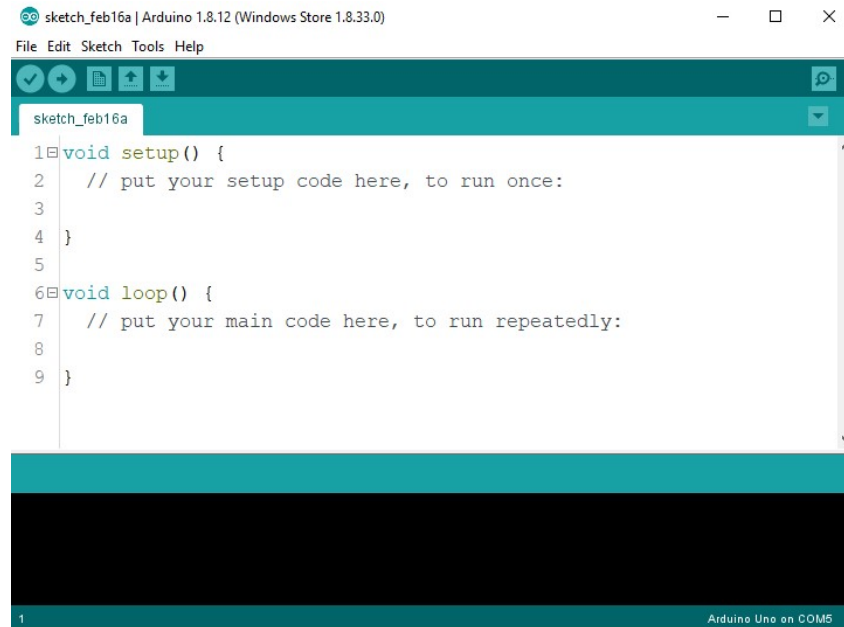 sketch_feb16a | Arduino 1.8.12 (Windows Store 1.8.33.0)
File Edit Sketch Tools Help
sketch_feb16a
1 void setup() {
2   // put your setup code here, to run once:
3
4 }
5
6 void loop() {
7   // put your main code here, to run repeatedly:
8
9 }
1 Arduino Uno on COM5